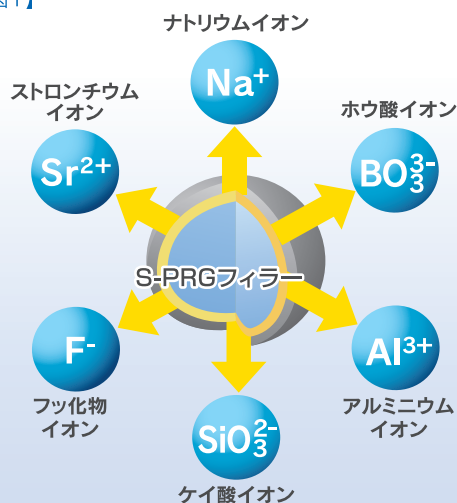 図1】
ナトリウムイオン
Na⁺
ストロンチウム
イオン
Sr²⁺
ホウ酸イオン
BO₃³⁻
S-PRGフィラー
F⁻
フッ化物
イオン
Al³⁺
アルミニウム
イオン
SiO₃²⁻
ケイ酸イオン